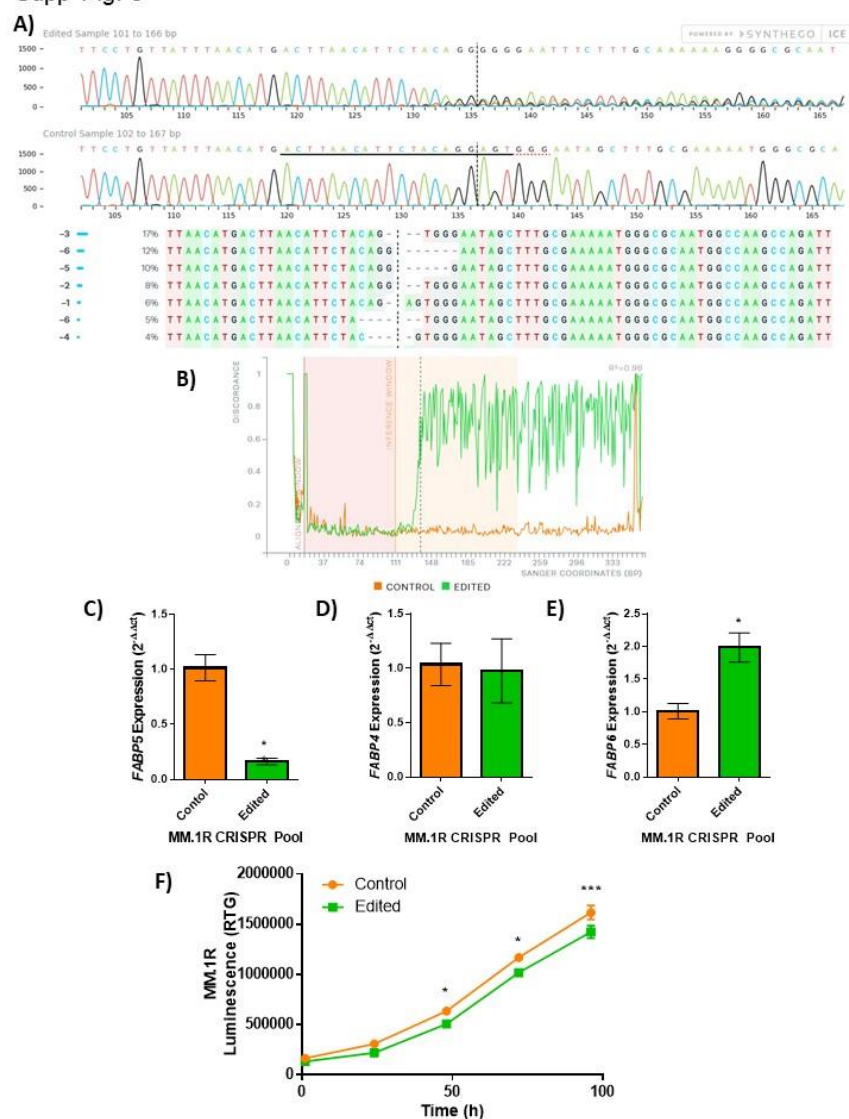 A)
Edited Sample 101 to 166 bp
POWERED BY SYNTHEGO ICE
T T C C T G T T A T T T A A C A T G A C T T A A C A T T C T A C A G G G G G G A A T T T C T T T G C A A A A A A G G G G C G C A A T
1500
1000
500
0
105 110 115 120 125 130 135 140 145 150 155 160 165
Control Sample 102 to 167 bp
T T C C T G T T A T T T A A C A T G A C T T A A C A T T C T A C A G G A G T G G G A A T A G C T T T G C G A A A A A T G G G C G C A
1500
1000
500
0
105 110 115 120 125 130 135 140 145 150 155 160 165
-3 17% TTAACATGACTTAACATTCTACAG---TGGGAATAGCTTTGCGAAAAATGGGCGCAATGGCCAAGCCAGATT
-6 12% TTAACATGACTTAACATTCTACAGG------AATAGCTTTGCGAAAAATGGGCGCAATGGCCAAGCCAGATT
-5 10% TTAACATGACTTAACATTCTACAGG-----GAATAGCTTTGCGAAAAATGGGCGCAATGGCCAAGCCAGATT
-2 8% TTAACATGACTTAACATTCTACAGG--TGGGAATAGCTTTGCGAAAAATGGGCGCAATGGCCAAGCCAGATT
-1 6% TTAACATGACTTAACATTCTACAG-AGTGGGAATAGCTTTGCGAAAAATGGGCGCAATGGCCAAGCCAGATT
-6 5% TTAACATGACTTAACATTCTA------TGGGAATAGCTTTGCGAAAAATGGGCGCAATGGCCAAGCCAGATT
-4 4% TTAACATGACTTAACATTCTAC----GTGGGAATAGCTTTGCGAAAAATGGGCGCAATGGCCAAGCCAGATT
B)
DISCORDANCE
1
0.8
0.6
0.4
0.2
0
ALIGNMENT WINDOW
INFERENCE WINDOW
R²=0.98
0 37 74 111 148 185 222 259 296 333
SANGER COORDINATES (BP)
CONTROL EDITED
C)
FABP5 Expression (2^-ΔΔct)
1.5
1.0
0.5
0.0
*
Contol Edited
MM.1R CRISPR Pool
D)
FABP4 Expression (2^-ΔΔct)
1.5
1.0
0.5
0.0
Control Edited
MM.1R CRISPR Pool
E)
FABP6 Expression (2^-ΔΔct)
2.5
2.0
1.5
1.0
0.5
0.0
*
Control Edited
MM.1R CRISPR Pool
F)
MM.1R
Luminescence (RTG)
2000000
1500000
1000000
500000
0
Control
Edited
*
*
***
0 50 100
Time (h)